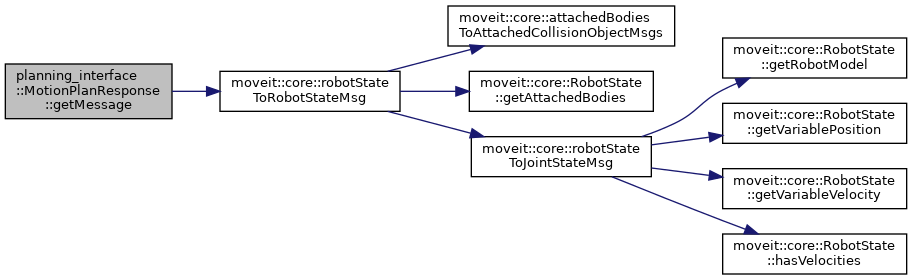 planning_interface
::MotionPlanResponse
::getMessage
moveit::core::robotState
ToRobotStateMsg
moveit::core::attachedBodies
ToAttachedCollisionObjectMsgs
moveit::core::RobotState
::getAttachedBodies
moveit::core::robotState
ToJointStateMsg
moveit::core::RobotState
::getRobotModel
moveit::core::RobotState
::getVariablePosition
moveit::core::RobotState
::getVariableVelocity
moveit::core::RobotState
::hasVelocities